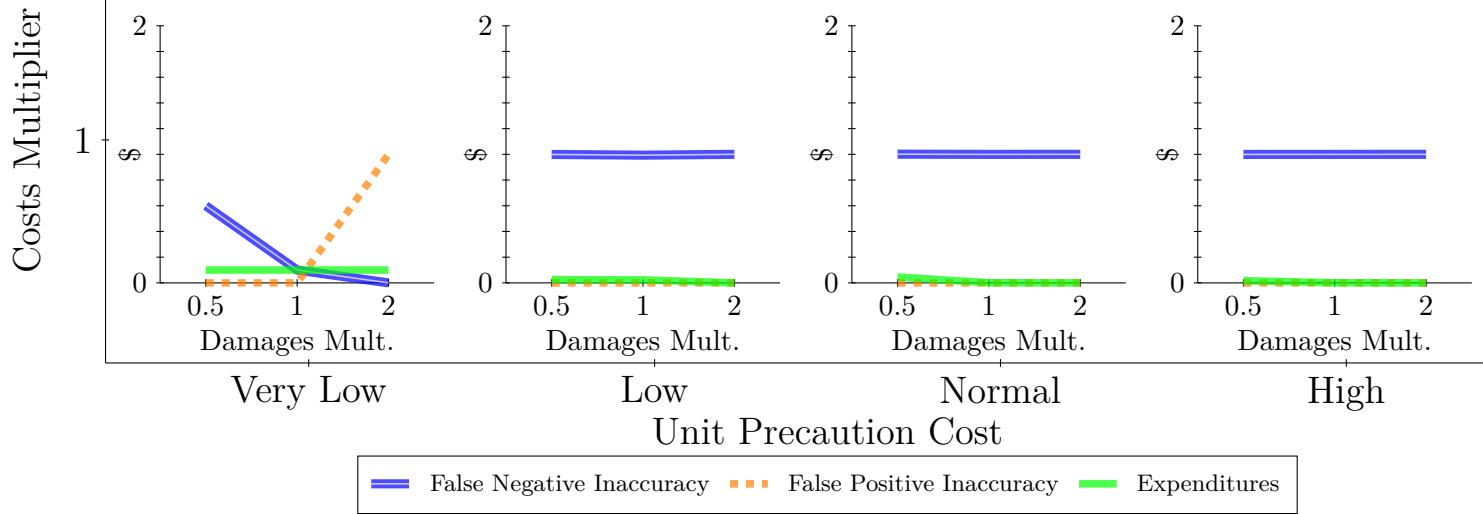 Costs Multiplier
1
2
$
0
0.5 1 2
Damages Mult.
2
$
0
0.5 1 2
Damages Mult.
2
$
0
0.5 1 2
Damages Mult.
2
$
0
0.5 1 2
Damages Mult.
Very Low Low Normal High
Unit Precaution Cost
False Negative Inaccuracy False Positive Inaccuracy Expenditures